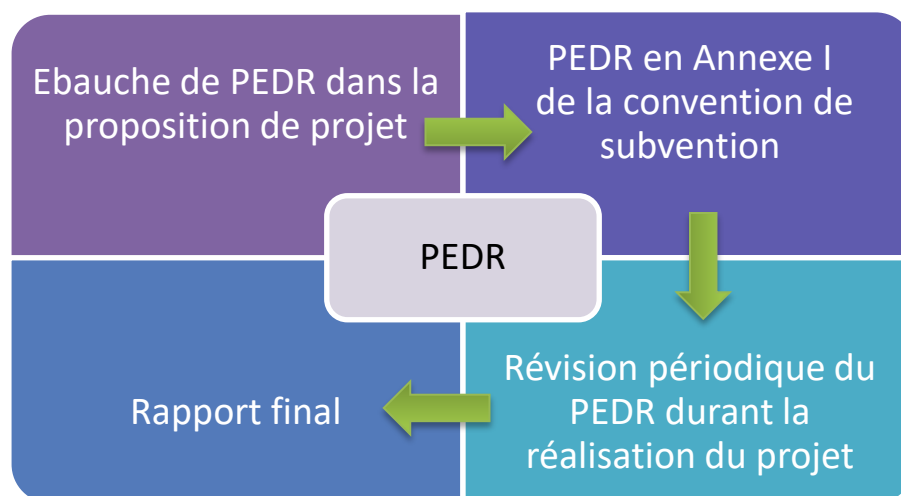 Ebauche de PEDR dans la
proposition de projet
PEDR en Annexe I
de la convention de
subvention
PEDR
Révision périodique du
PEDR durant la
réalisation du projet
Rapport final